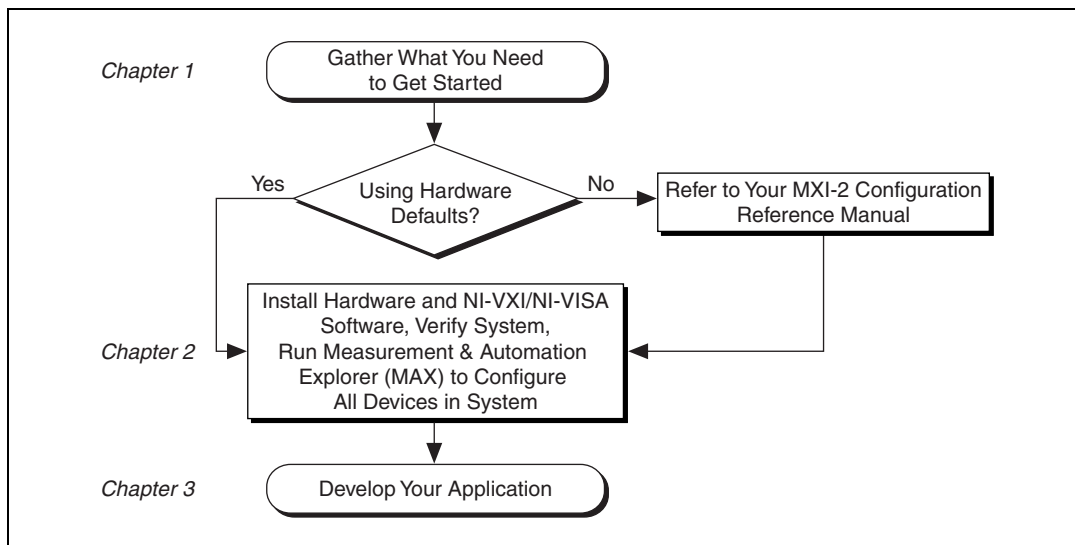 Chapter 1
Gather What You Need
to Get Started
Yes
Using Hardware
Defaults?
No
Refer to Your MXI-2 Configuration
Reference Manual
Chapter 2
Install Hardware and NI-VXI/NI-VISA
Software, Verify System,
Run Measurement & Automation
Explorer (MAX) to Configure
All Devices in System
Chapter 3
Develop Your Application